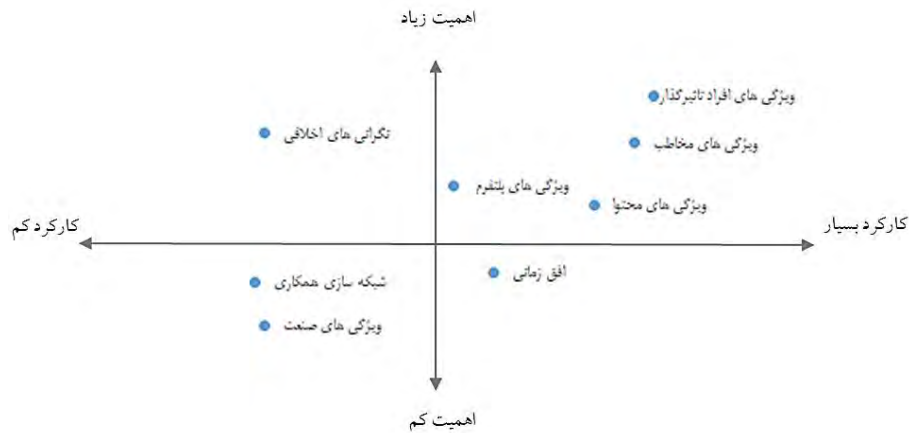 اهمیت زیاد
ویژگی های افراد تاثیرگذار
نگرانی های اخلاقی
ویژگی های مخاطب
ویژگی های پلتفرم
ویژگی های محتوا
کارکرد بسیار
کارکرد کم
افق زمانی
شبکه سازی همکاری
ویژگی های صنعت
اهمیت کم